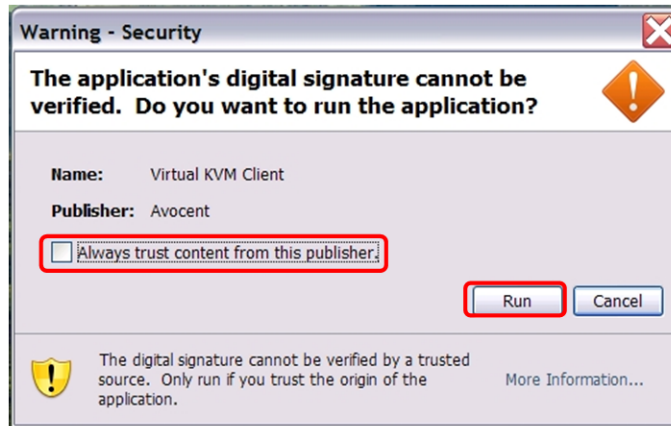 Warning - Security
The application's digital signature cannot be
verified. Do you want to run the application?
Name: Virtual KVM Client
Publisher: Avocent
Always trust content from this publisher.
Run Cancel
The digital signature cannot be verified by a trusted
source. Only run if you trust the origin of the
application.
More Information...